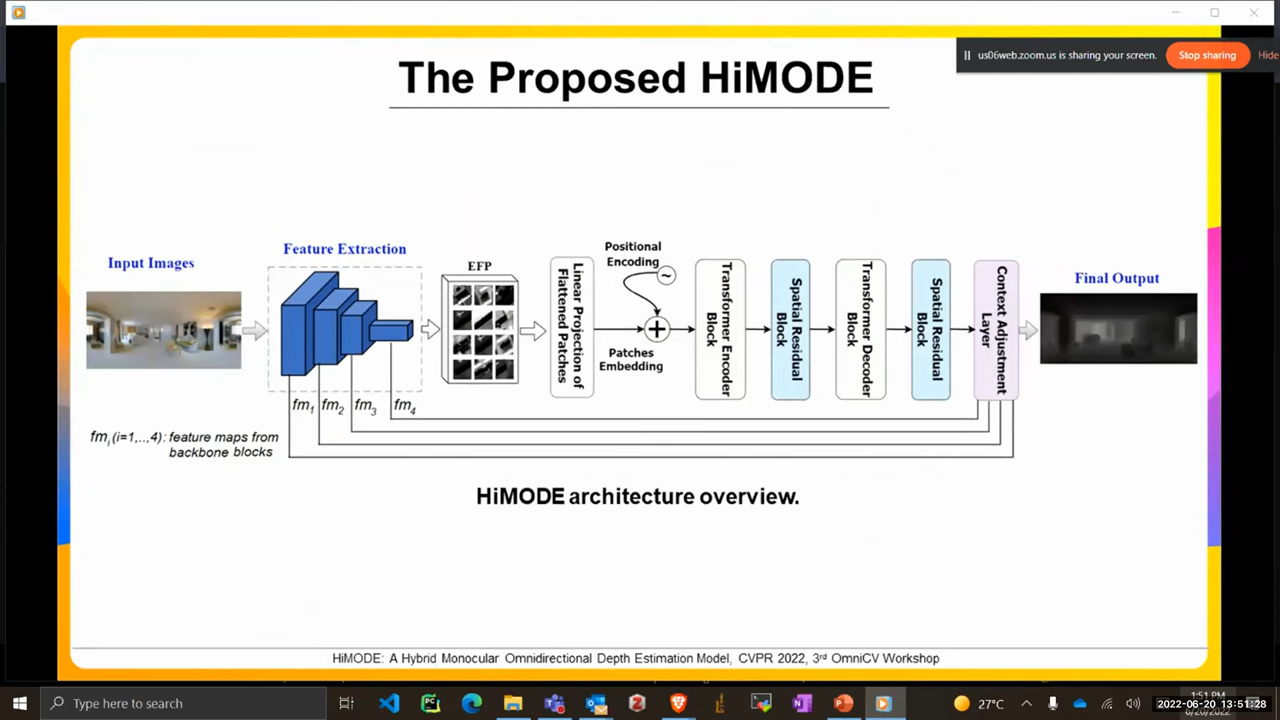 us06web.zoom.us is sharing your screen.
Stop sharing
Hide
The Proposed HiMODE
Input Images
Feature Extraction
EFP
Linear Projection of
Flattened Patches
Positional
Encoding
~
+
Patches
Embedding
Transformer Encoder
Block
Spatial Residual
Block
Transformer Decoder
Block
Spatial Residual
Block
Context Adjustment
Layer
Final Output
fm1 fm2 fm3 fm4
fmi (i=1,..,4): feature maps from
backbone blocks
HiMODE architecture overview.
HiMODE: A Hybrid Monocular Omnidirectional Depth Estimation Model, CVPR 2022, 3rd OmniCV Workshop
Type here to search
27°C
1:51 PM
2022-06-20 13:51:28